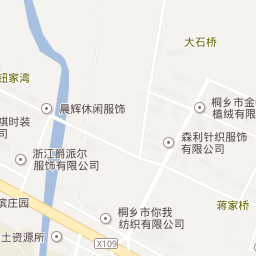 大石桥
钮家湾
晨辉休闲服饰
桐乡市金
植绒有限
祺时装
司
森利针织服饰
有限公司
浙江爵派尔
服饰有限公司
滨庄园
蒋家桥
桐乡市你我
纺织有限公司
土资源所
X109